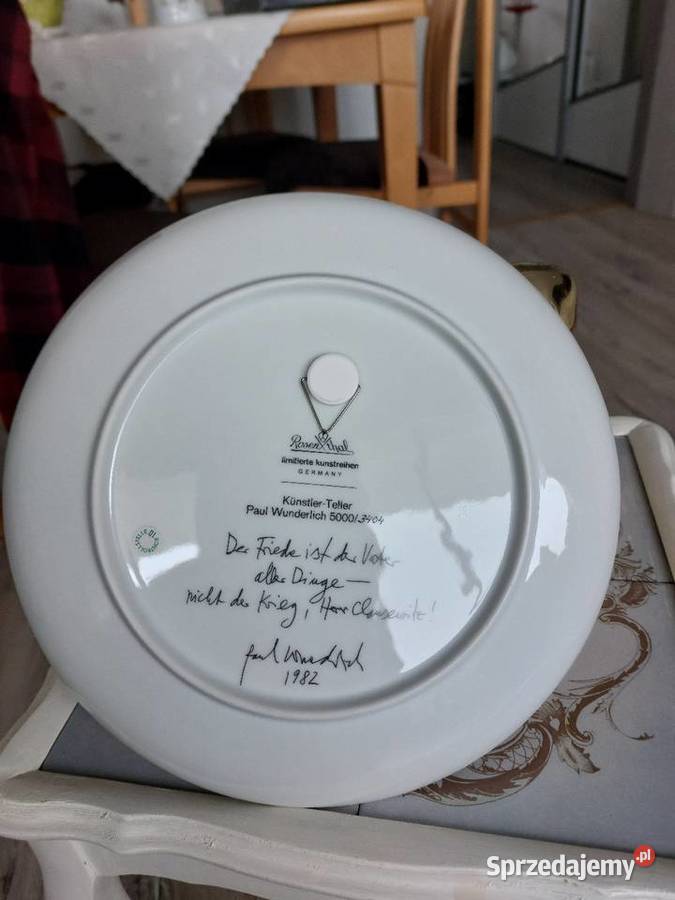 Rosenthal
limitierte kunstreihen
GERMANY
Künstler-Teller
Paul Wunderlich 5000/3404
Der Friede ist der Vater
aller Dinge —
nicht der Krieg, Herr Clausewitz!
Paul Wunderlich
1982
Sprzedajemy.pl